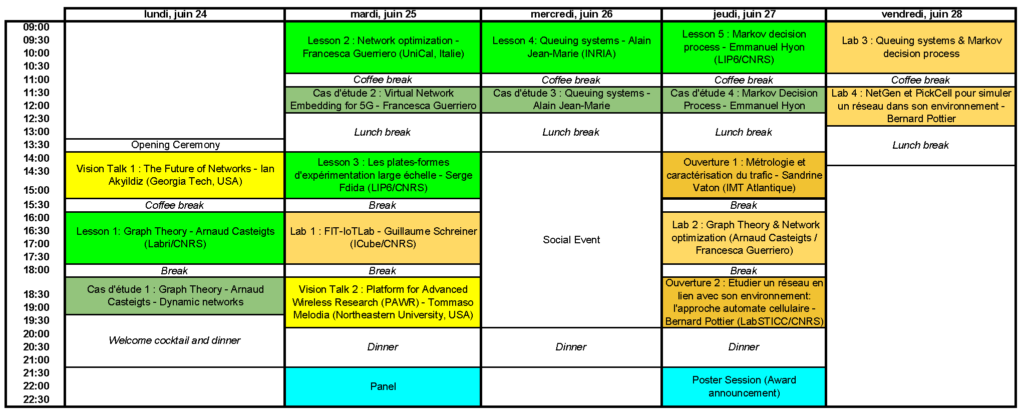 lundi, juin 24
mardi, juin 25
mercredi, juin 26
jeudi, juin 27
vendredi, juin 28
09:00
09:30
10:00
10:30
11:00
11:30
12:00
12:30
13:00
13:30
14:00
14:30
15:00
15:30
16:00
16:30
17:00
17:30
18:00
18:30
19:00
19:30
20:00
20:30
21:00
21:30
22:00
22:30
Opening Ceremony
Vision Talk 1 : The Future of Networks - Ian
Akyildiz (Georgia Tech, USA)
Coffee break
Lesson 1: Graph Theory - Arnaud Casteigts
(Labri/CNRS)
Break
Cas d'étude 1 : Graph Theory - Arnaud
Casteigts - Dynamic networks
Welcome cocktail and dinner
Lesson 2 : Network optimization -
Francesca Guerriero (UniCal, Italie)
Coffee break
Cas d'étude 2 : Virtual Network
Embedding for 5G - Francesca Guerriero
Lunch break
Lesson 3 : Les plates-formes
d'expérimentation large échelle - Serge
Fdida (LIP6/CNRS)
Break
Lab 1 : FIT-IoTLab - Guillaume Schreiner
(ICube/CNRS)
Break
Vision Talk 2 : Platform for Advanced
Wireless Research (PAWR) - Tommaso
Melodia (Northeastern University, USA)
Dinner
Panel
Lesson 4: Queuing systems - Alain
Jean-Marie (INRIA)
Coffee break
Cas d'étude 3 : Queuing systems -
Alain Jean-Marie
Lunch break
Social Event
Dinner
Lesson 5 : Markov decision
process - Emmanuel Hyon
(LIP6/CNRS)
Coffee break
Cas d'étude 4 : Markov Decision
Process - Emmanuel Hyon
Lunch break
Ouverture 1 : Métrologie et
caractérisation du trafic - Sandrine
Vaton (IMT Atlantique)
Break
Lab 2 : Graph Theory & Network
optimization (Arnaud Casteigts /
Francesca Guerriero)
Break
Ouverture 2 : Etudier un réseau en
lien avec son environnement:
l'approche automate cellulaire -
Bernard Pottier (LabSTICC/CNRS)
Dinner
Poster Session (Award
announcement)
Lab 3 : Queuing systems & Markov
decision process
Coffee break
Lab 4 : NetGen et PickCell pour simuler
un réseau dans son environnement -
Bernard Pottier
Lunch break